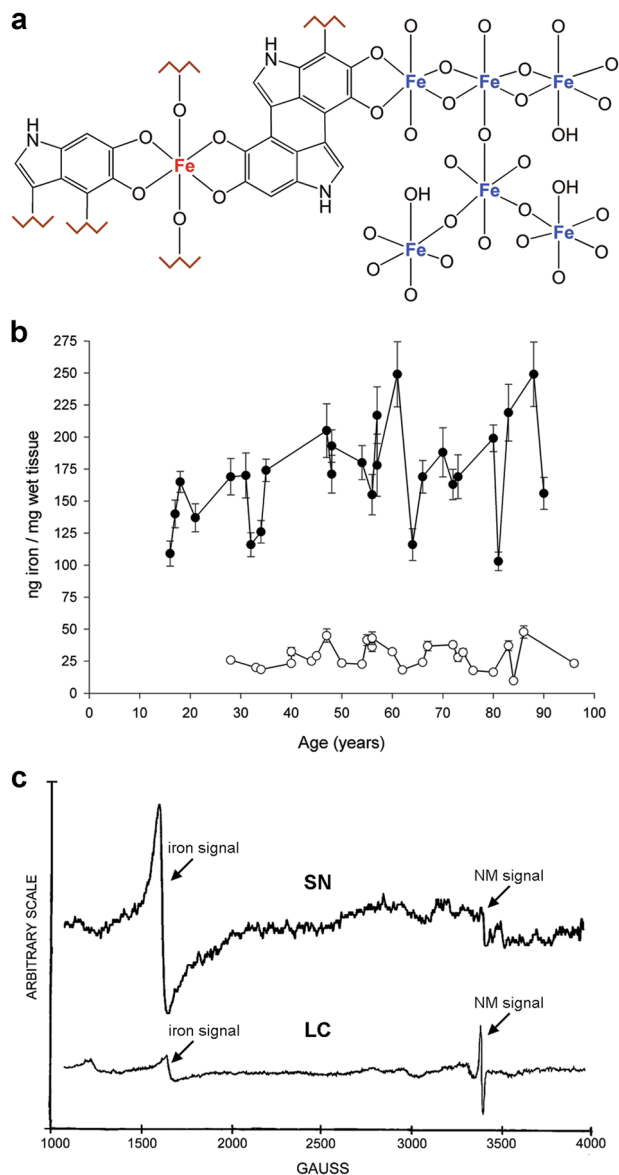 a
O O O
H
N O O O O
Fe Fe Fe
O O O O
O
H
N O O O O O OH
Fe
O O O O OH
OH Fe
O O
N
H
O O Fe
O Fe O
O O
O O O
b
275
250
225
200
175
150
125
100
75
50
25
0
ng iron / mg wet tissue
0 10 20 30 40 50 60 70 80 90 100
Age (years)
c
ARBITRARY SCALE
iron signal
SN
NM signal
iron signal
LC
NM signal
1000 1500 2000 2500 3000 3500 4000
GAUSS